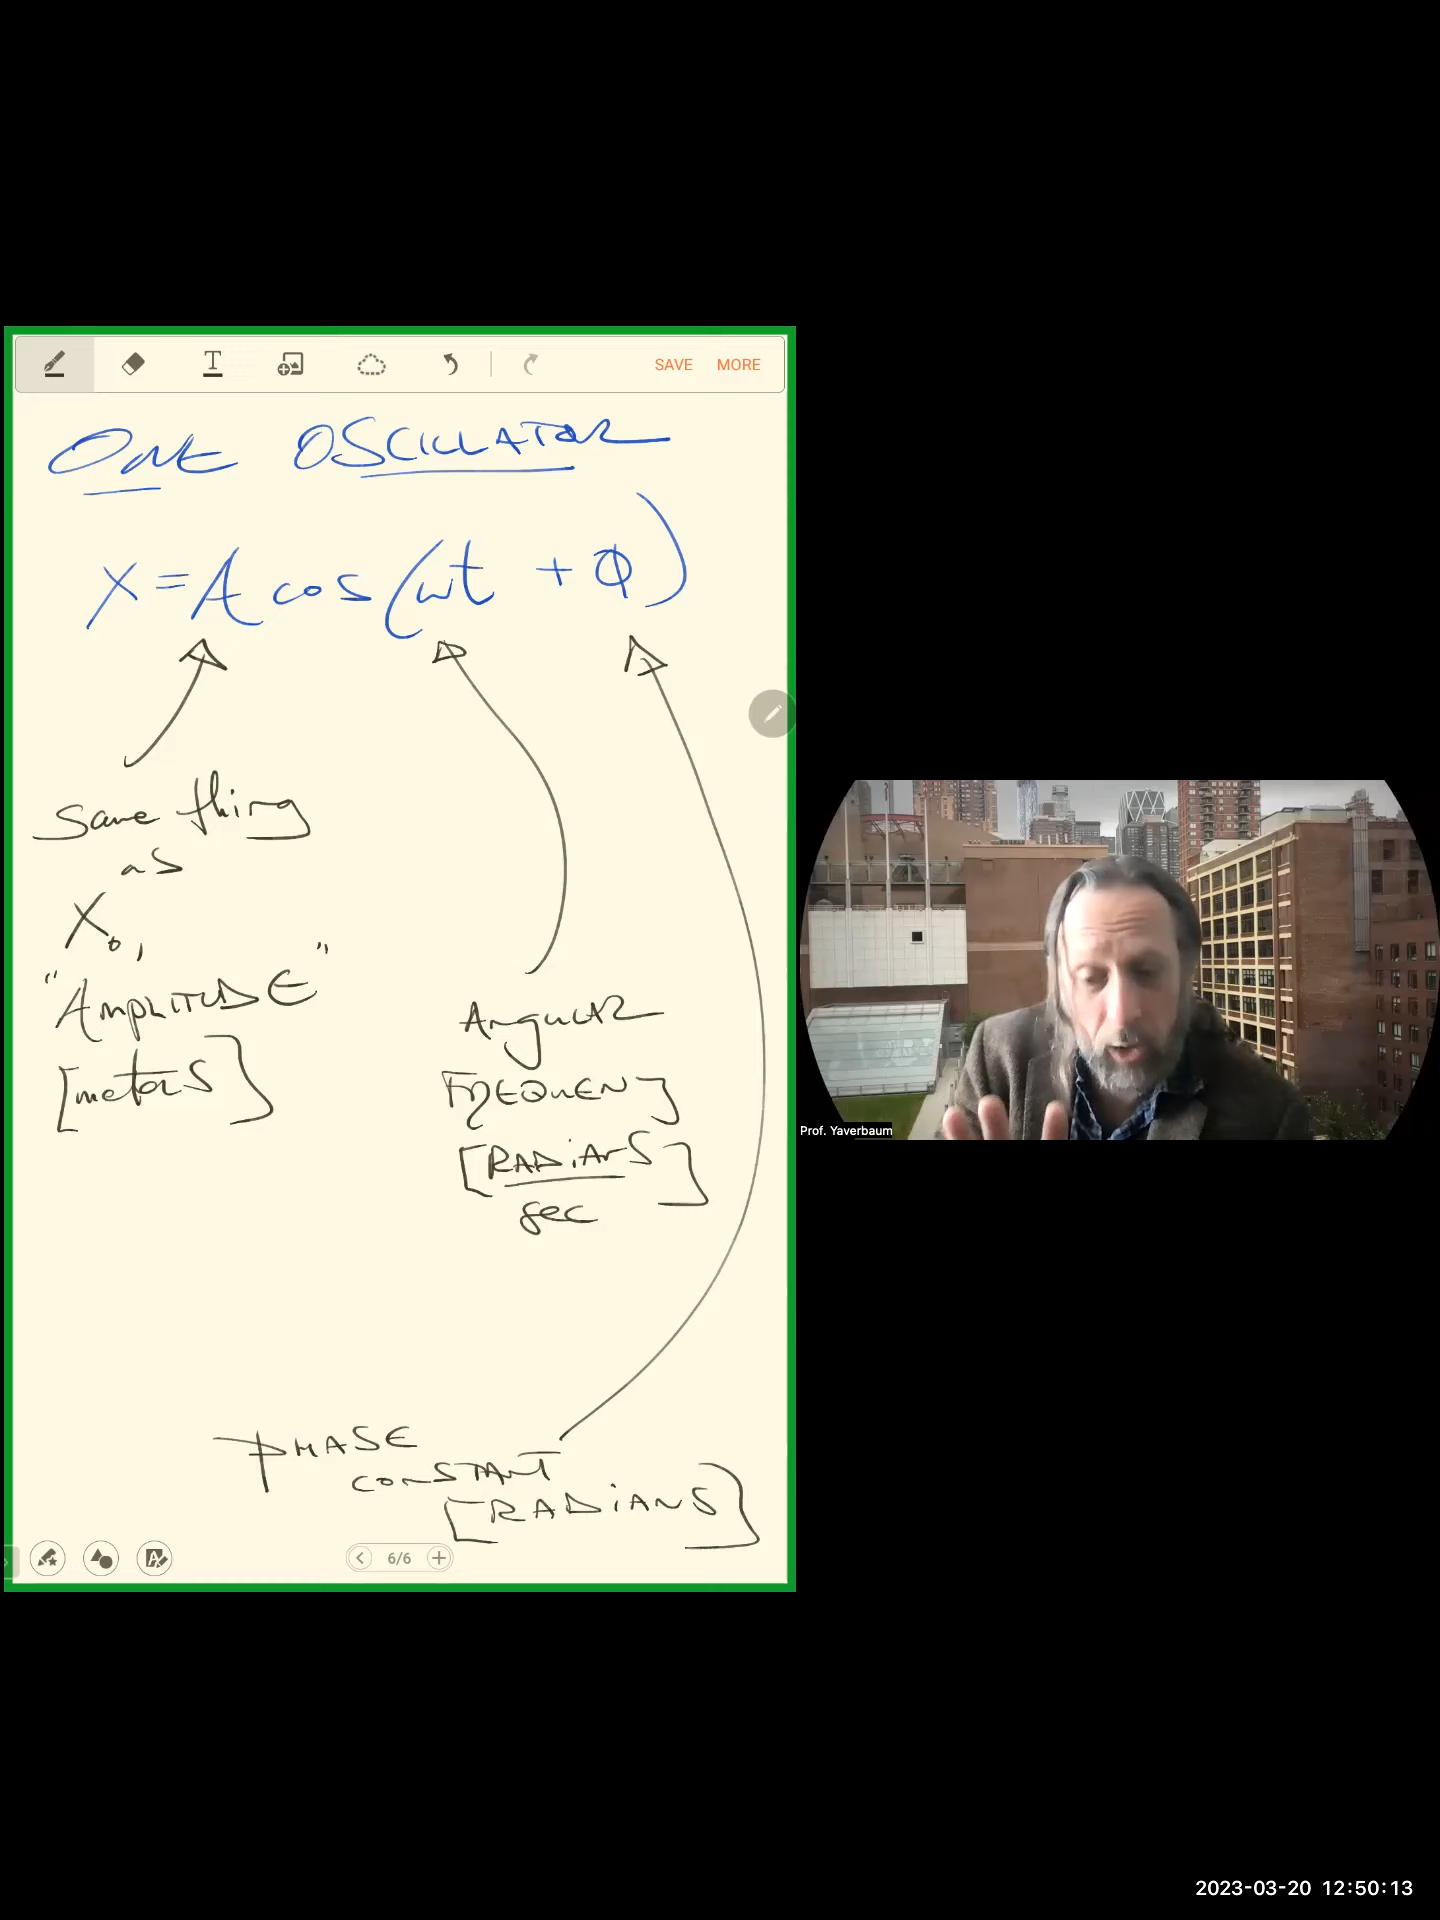 SAVE MORE
ONE OSCILLATOR
X = A cos(ωt + Φ)
Same thing
as
X₀,
"AMPLITUDE"
[meters]
Angular
FREQUENCY
[RADIANS
sec]
PHASE
CONSTANT
[RADIANS]
6/6
Prof. Yaverbaum
2023-03-20 12:50:13